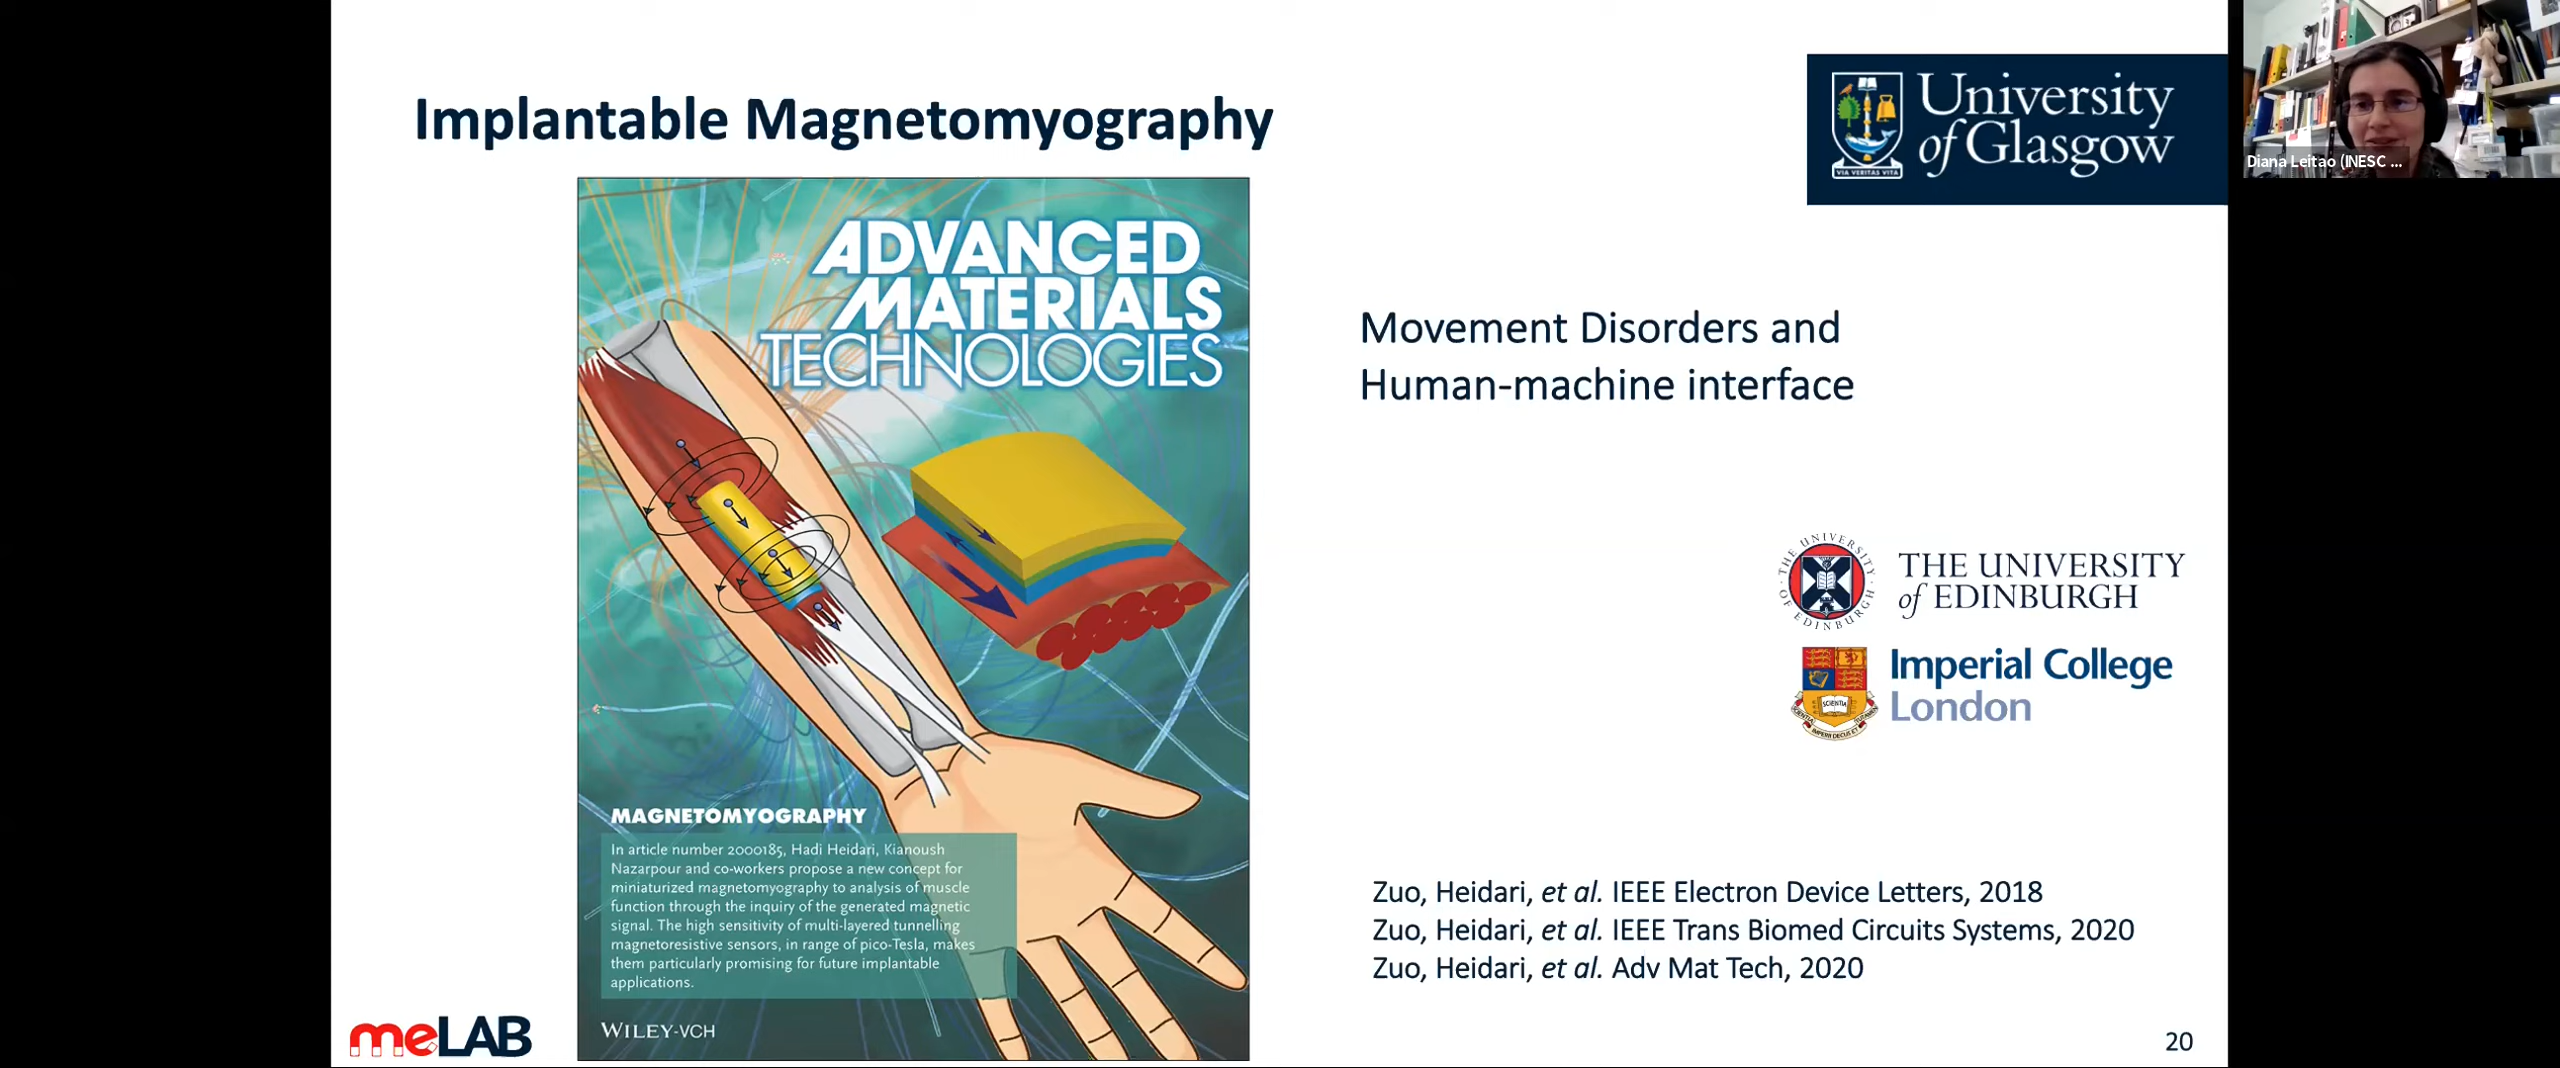 Implantable Magnetomyography
University
of Glasgow
VIA VERITAS VITA
Diana Leitao (INESC ...
ADVANCED
MATERIALS
TECHNOLOGIES
Movement Disorders and
Human-machine interface
THE UNIVERSITY OF EDINBURGH
THE UNIVERSITY
of EDINBURGH
SCIENTIA
Imperial College
London
MAGNETOMYOGRAPHY
In article number 2000185, Hadi Heidari, Kianoush
Nazarpour and co-workers propose a new concept for
miniaturized magnetomyography to analysis of muscle
function through the inquiry of the generated magnetic
signal. The high sensitivity of multi-layered tunnelling
magnetoresistive sensors, in range of pico-Tesla, makes
them particularly promising for future implantable
applications.
WILEY-VCH
Zuo, Heidari, et al. IEEE Electron Device Letters, 2018
Zuo, Heidari, et al. IEEE Trans Biomed Circuits Systems, 2020
Zuo, Heidari, et al. Adv Mat Tech, 2020
meLAB
20